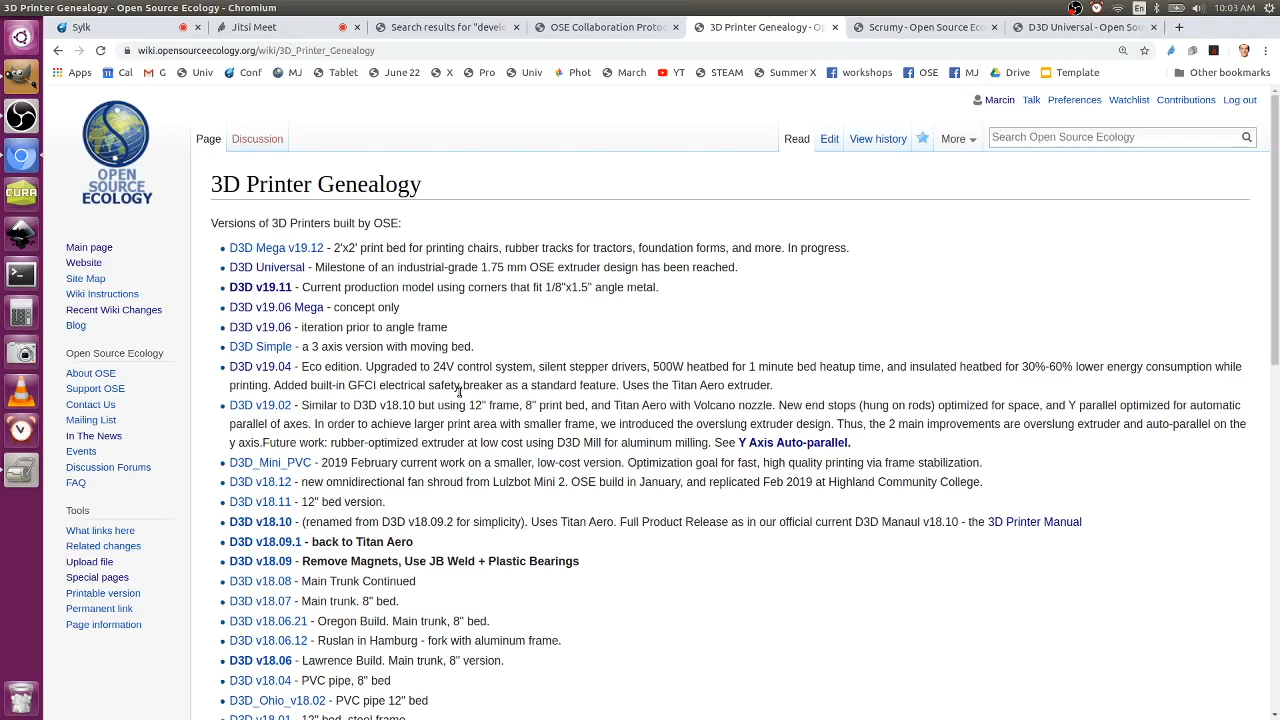 3D Printer Genealogy - Open Source Ecology - Chromium
En
10:03 AM
Sylk
Jitsi Meet
Search results for "develo
OSE Collaboration Protoc
3D Printer Genealogy - Op
Scrumy - Open Source Eco
D3D Universal - Open Sou
wiki.opensourceecology.org/wiki/3D_Printer_Genealogy
Apps
Cal
G
Univ
Conf
MJ
Tablet
June 22
X
Pro
Univ
Phot
March
YT
STEAM
Summer X
workshops
OSE
MJ
Drive
Template
Other bookmarks
Marcin
Talk
Preferences
Watchlist
Contributions
Log out
Page
Discussion
Read
Edit
View history
More
Search Open Source Ecology
OPEN
SOURCE
ECOLOGY
CURA
Main page
Website
Site Map
Wiki Instructions
Recent Wiki Changes
Blog
Open Source Ecology
About OSE
Support OSE
Contact Us
Mailing List
In The News
Events
Discussion Forums
FAQ
Tools
What links here
Related changes
Upload file
Special pages
Printable version
Permanent link
Page information
3D Printer Genealogy
Versions of 3D Printers built by OSE:
D3D Mega v19.12 - 2'x2' print bed for printing chairs, rubber tracks for tractors, foundation forms, and more. In progress.
D3D Universal - Milestone of an industrial-grade 1.75 mm OSE extruder design has been reached.
D3D v19.11 - Current production model using corners that fit 1/8"x1.5" angle metal.
D3D v19.06 Mega - concept only
D3D v19.06 - iteration prior to angle frame
D3D Simple - a 3 axis version with moving bed.
D3D v19.04 - Eco edition. Upgraded to 24V control system, silent stepper drivers, 500W heatbed for 1 minute bed heatup time, and insulated heatbed for 30%-60% lower energy consumption while
printing. Added built-in GFCI electrical safety breaker as a standard feature. Uses the Titan Aero extruder.
D3D v19.02 - Similar to D3D v18.10 but using 12" frame, 8" print bed, and Titan Aero with Volcano nozzle. New end stops (hung on rods) optimized for space, and Y parallel optimized for automatic
parallel of axes. In order to achieve larger print area with smaller frame, we introduced the overslung extruder design. Thus, the 2 main improvements are overslung extruder and auto-parallel on the
y axis.Future work: rubber-optimized extruder at low cost using D3D Mill for aluminum milling. See Y Axis Auto-parallel.
D3D_Mini_PVC - 2019 February current work on a smaller, low-cost version. Optimization goal for fast, high quality printing via frame stabilization.
D3D v18.12 - new omnidirectional fan shroud from Lulzbot Mini 2. OSE build in January, and replicated Feb 2019 at Highland Community College.
D3D v18.11 - 12" bed version.
D3D v18.10 - (renamed from D3D v18.09.2 for simplicity). Uses Titan Aero. Full Product Release as in our official current D3D Manaul v18.10 - the 3D Printer Manual
D3D v18.09.1 - back to Titan Aero
D3D v18.09 - Remove Magnets, Use JB Weld + Plastic Bearings
D3D v18.08 - Main Trunk Continued
D3D v18.07 - Main trunk. 8" bed.
D3D v18.06.21 - Oregon Build. Main trunk, 8" bed.
D3D v18.06.12 - Ruslan in Hamburg - fork with aluminum frame.
D3D v18.06 - Lawrence Build. Main trunk, 8" version.
D3D v18.04 - PVC pipe, 8" bed
D3D_Ohio_v18.02 - PVC pipe 12" bed
D3D v18.01 - 12" bed, steel frame